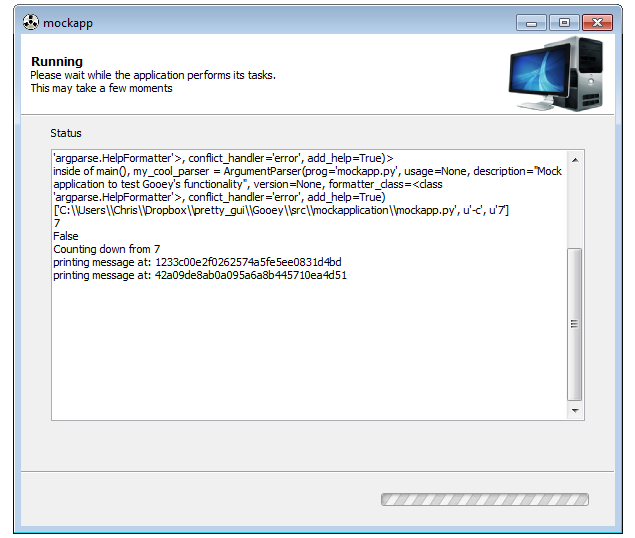 mockapp
Running
Please wait while the application performs its tasks.
This may take a few moments
Status
'argparse.HelpFormatter'>, conflict_handler='error', add_help=True)>
inside of main(), my_cool_parser = ArgumentParser(prog='mockapp.py', usage=None, description="Mock
application to test Gooey's functionality", version=None, formatter_class=<class
'argparse.HelpFormatter'>, conflict_handler='error', add_help=True)
['C:\\Users\\Chris\\Dropbox\\pretty_gui\\Gooey\\src\\mockapplication\\mockapp.py', u'-c', u'7']
7
False
Counting down from 7
printing message at: 1233c00e2f0262574a5fe5ee0831d4bd
printing message at: 42a09de8ab0a095a6a8b445710ea4d51